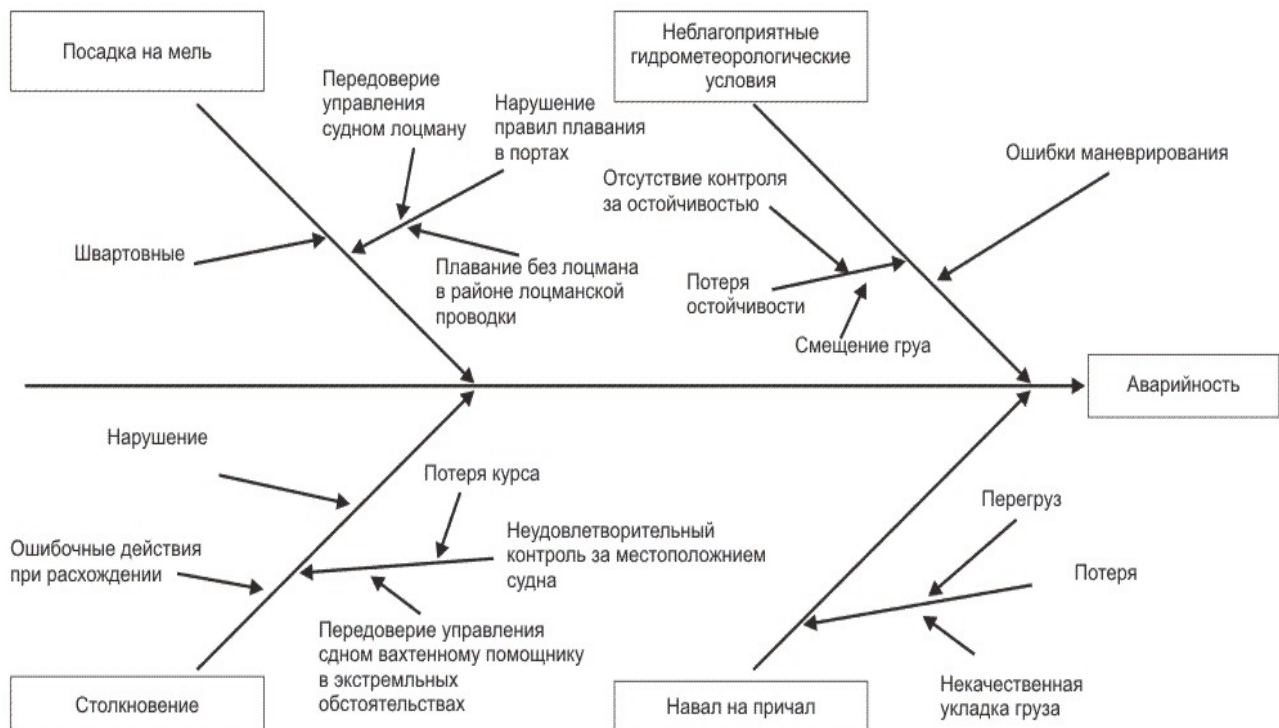 Посадка на мель
Неблагоприятные
гидрометеорологические
условия
Передоверие
управления
судном лоцману
Нарушение
правил плавания
в портах
Ошибки маневрирования
Отсутствие контроля
за остойчивостью
Швартовные
Плавание без лоцмана
в районе лоцманской
проводки
Потеря
остойчивости
Смещение груа
Аварийность
Нарушение
Потеря курса
Перегруз
Неудовлетворительный
контроль за местоположнием
судна
Ошибочные действия
при расхождении
Потеря
Передоверие управления
сдном вахтенному помощнику
в экстремльных
обстоятельствах
Некачественная
укладка груза
Столкновение
Навал на причал